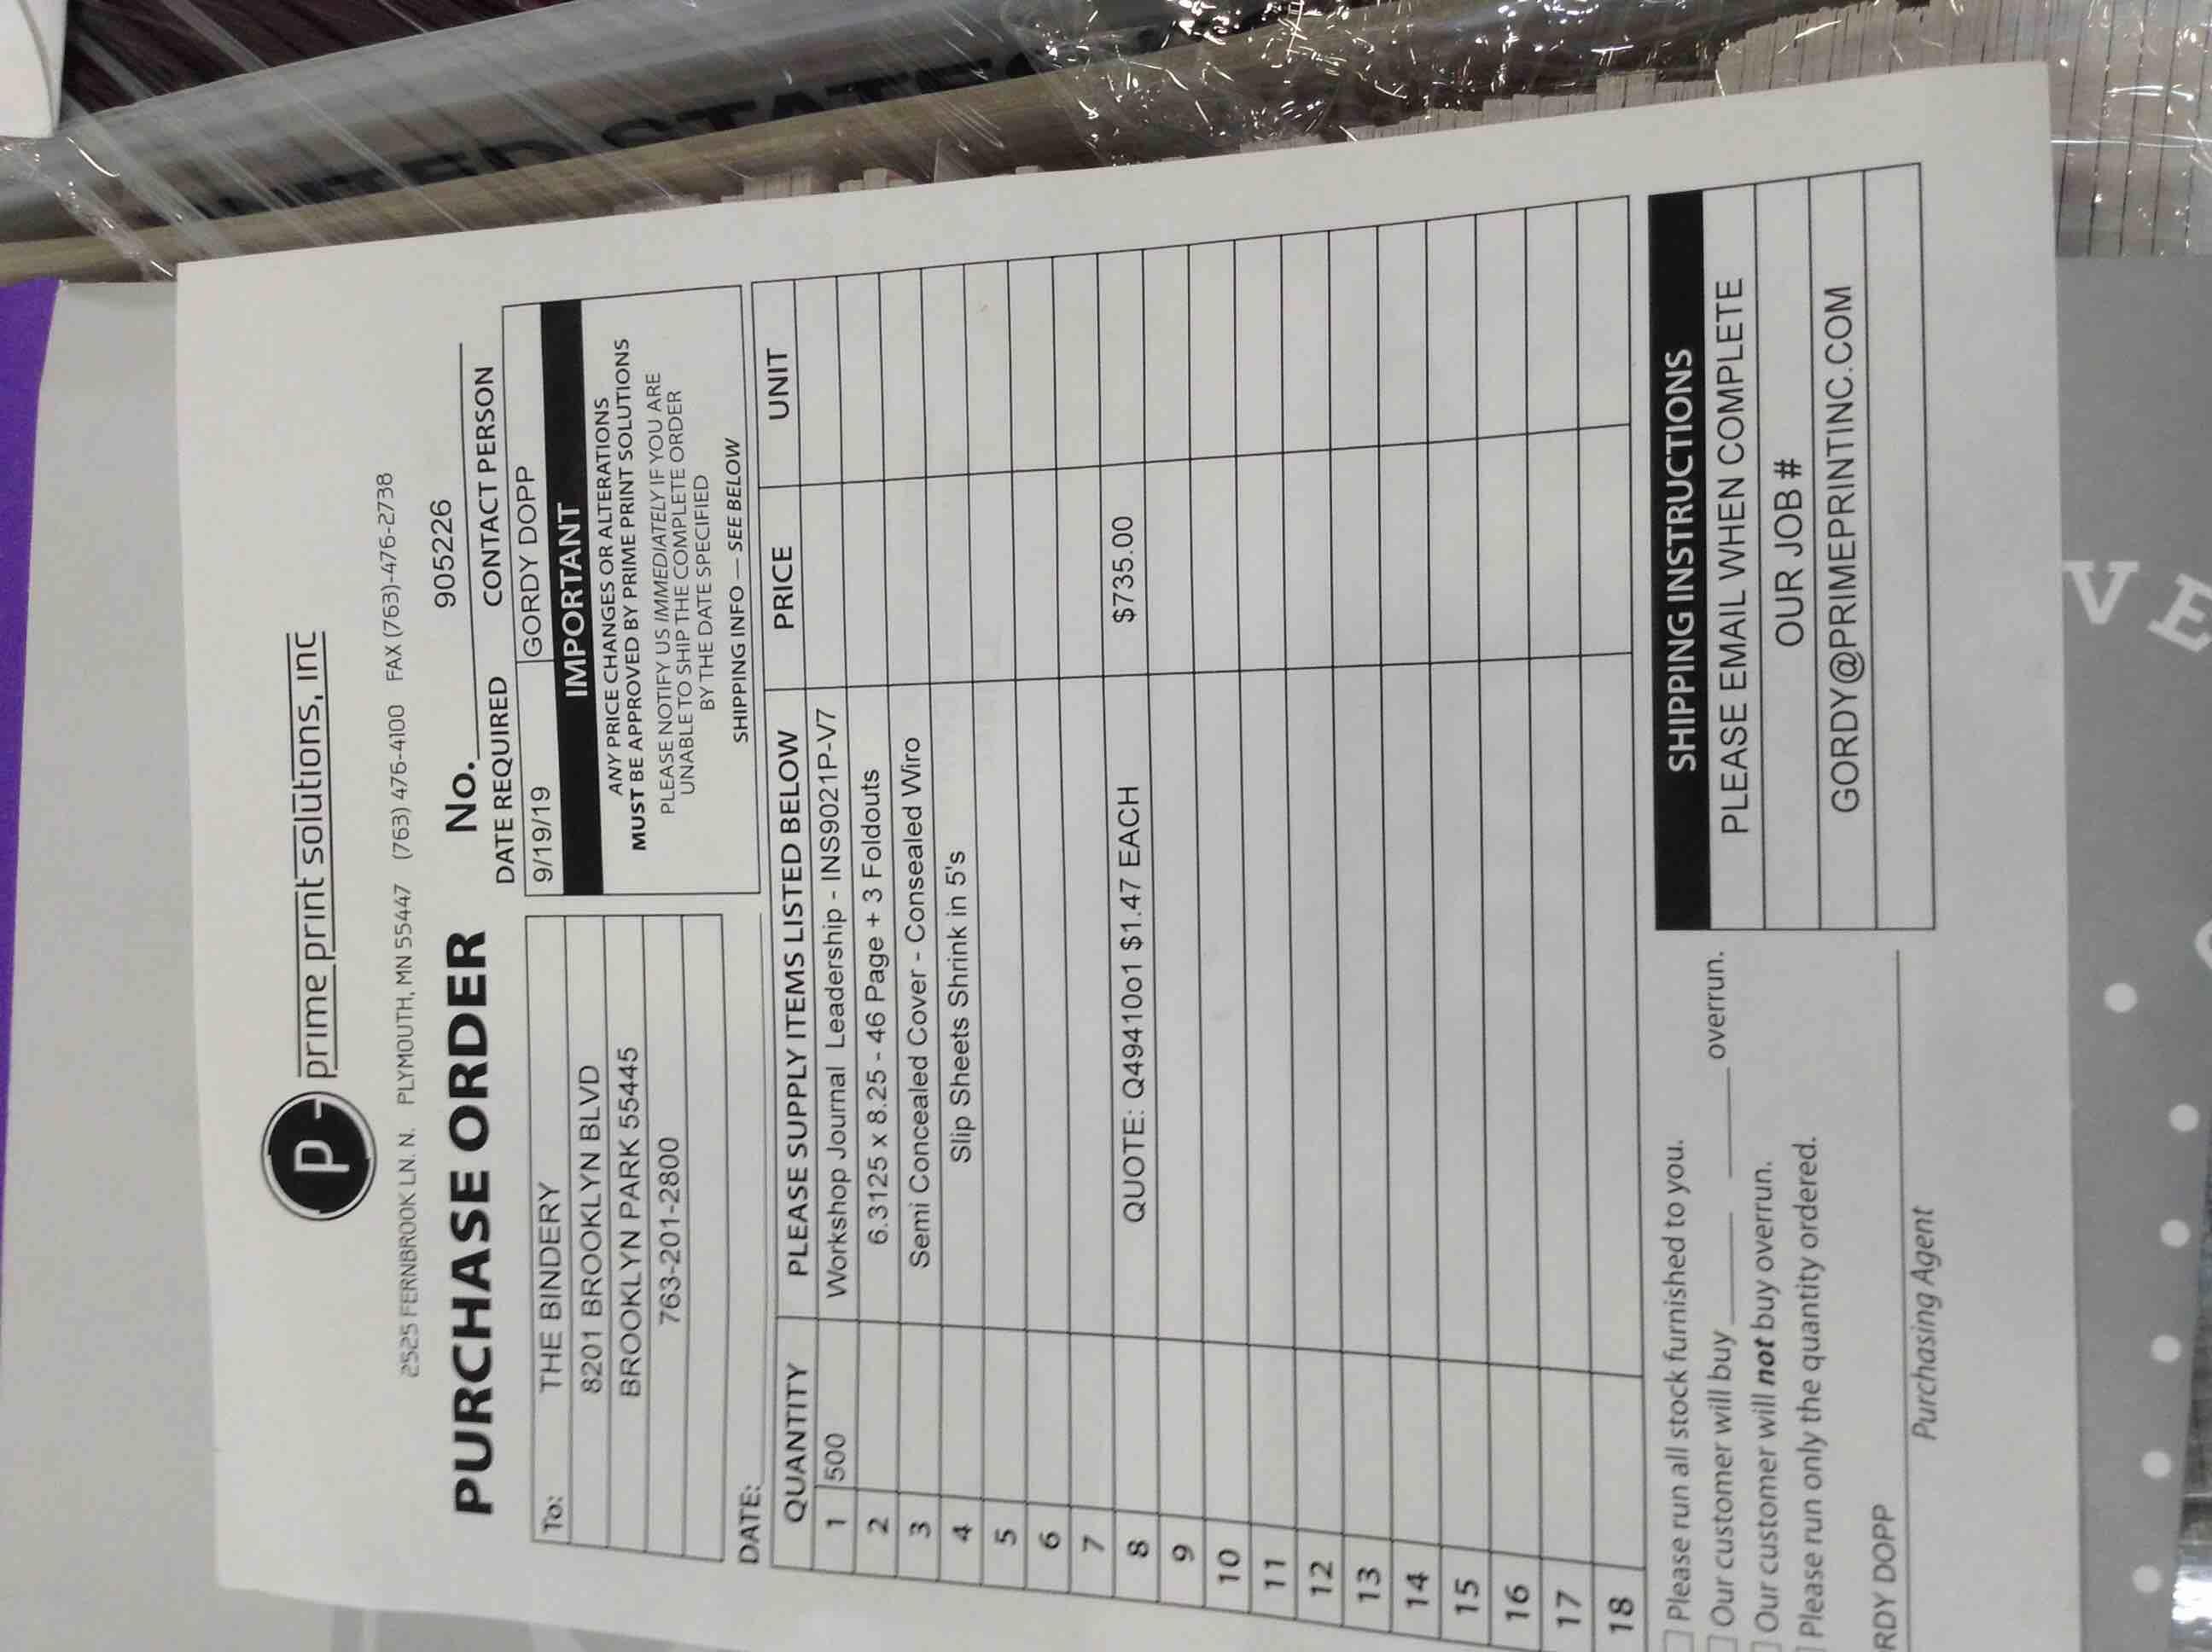 P
prime print solutions, inc
2525 FERNBROOK LN. N. PLYMOUTH, MN 55447 (763) 476-4100 FAX (763)-476-2738
PURCHASE ORDER No. 905226
To: THE BINDERY
8201 BROOKLYN BLVD
BROOKLYN PARK 55445
763-201-2800
DATE:
DATE REQUIRED CONTACT PERSON
9/19/19 GORDY DOPP
IMPORTANT
ANY PRICE CHANGES OR ALTERATIONS
MUST BE APPROVED BY PRIME PRINT SOLUTIONS
PLEASE NOTIFY US IMMEDIATELY IF YOU ARE
UNABLE TO SHIP THE COMPLETE ORDER
BY THE DATE SPECIFIED
SHIPPING INFO — SEE BELOW
QUANTITY PLEASE SUPPLY ITEMS LISTED BELOW PRICE UNIT
1 500 Workshop Journal Leadership - INS9021P-V7
2 6.3125 x 8.25 - 46 Page + 3 Foldouts
3 Semi Concealed Cover - Consealed Wiro
4 Slip Sheets Shrink in 5's
5
6
7
8 QUOTE: Q49410o1 $1.47 EACH $735.00
9
10
11
12
13
14
15
16
17
18
Please run all stock furnished to you.
Our customer will buy overrun.
Our customer will not buy overrun.
Please run only the quantity ordered.
RDY DOPP
Purchasing Agent
SHIPPING INSTRUCTIONS
PLEASE EMAIL WHEN COMPLETE
OUR JOB #
GORDY@PRIMEPRINTINC.COM
STATES
VE